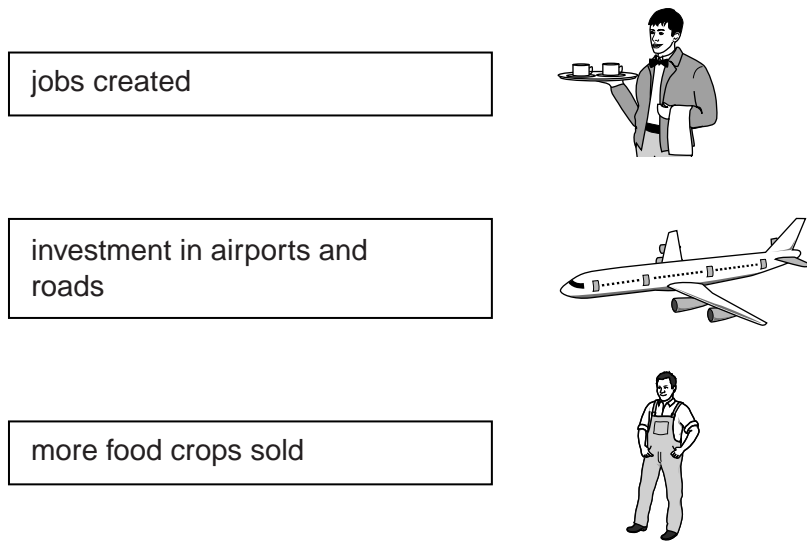 jobs created
investment in airports and
roads
more food crops sold